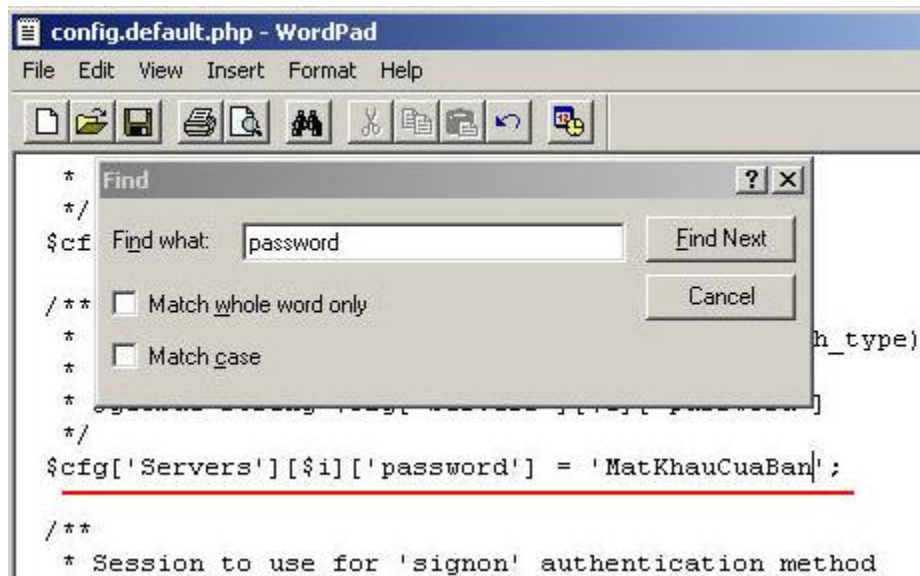 config.default.php - WordPad
File Edit View Insert Format Help
*
*/
$cf
Find
Find what: password
Find Next
Cancel
Match whole word only
Match case
/**
*
h_type)
*
*
*/
$cfg['Servers'][$i]['password'] = 'MatKhauCuaBan';
/**
* Session to use for 'signon' authentication method